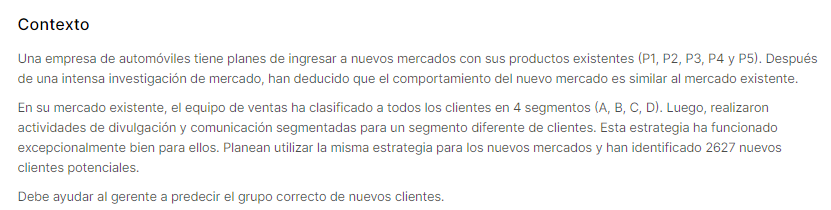 Contexto
Una empresa de automóviles tiene planes de ingresar a nuevos mercados con sus productos existentes (P1, P2, P3, P4 y P5). Después
de una intensa investigación de mercado, han deducido que el comportamiento del nuevo mercado es similar al mercado existente.
En su mercado existente, el equipo de ventas ha clasificado a todos los clientes en 4 segmentos (A, B, C, D). Luego, realizaron
actividades de divulgación y comunicación segmentadas para un segmento diferente de clientes. Esta estrategia ha funcionado
excepcionalmente bien para ellos. Planean utilizar la misma estrategia para los nuevos mercados y han identificado 2627 nuevos
clientes potenciales.
Debe ayudar al gerente a predecir el grupo correcto de nuevos clientes.